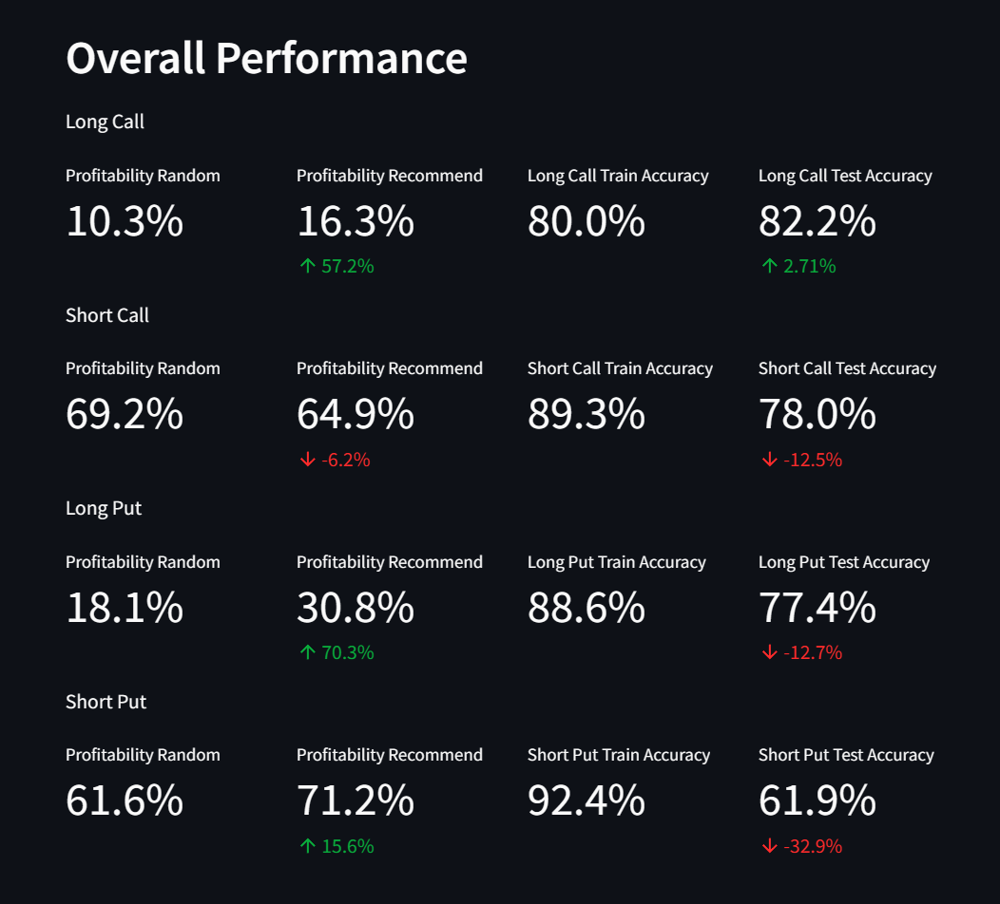 Overall Performance
Long Call
Profitability Random Profitability Recommend Long Call Train Accuracy Long Call Test Accuracy
10.3% 16.3% 80.0% 82.2%
↑ 57.2% ↑ 2.71%
Short Call
Profitability Random Profitability Recommend Short Call Train Accuracy Short Call Test Accuracy
69.2% 64.9% 89.3% 78.0%
↓ -6.2% ↓ -12.5%
Long Put
Profitability Random Profitability Recommend Long Put Train Accuracy Long Put Test Accuracy
18.1% 30.8% 88.6% 77.4%
↑ 70.3% ↓ -12.7%
Short Put
Profitability Random Profitability Recommend Short Put Train Accuracy Short Put Test Accuracy
61.6% 71.2% 92.4% 61.9%
↑ 15.6% ↓ -32.9%